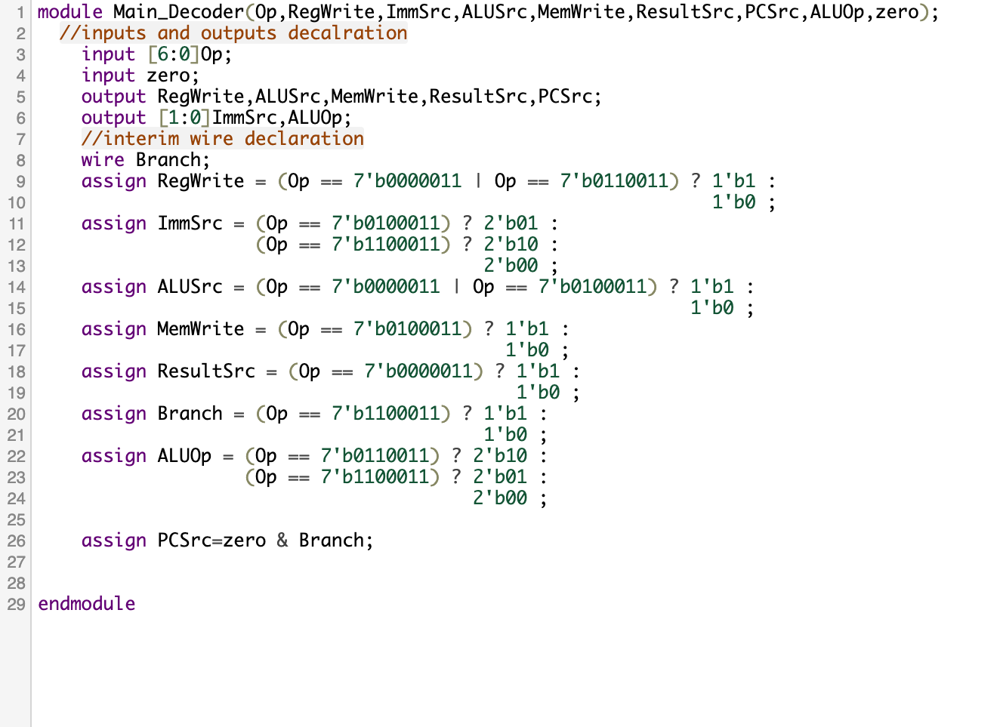 1 module Main_Decoder(Op,RegWrite,ImmSrc,ALUSrc,MemWrite,ResultSrc,PCSrc,ALUOp,zero);
2 //inputs and outputs decalration
3 input [6:0]Op;
4 input zero;
5 output RegWrite,ALUSrc,MemWrite,ResultSrc,PCSrc;
6 output [1:0]ImmSrc,ALUOp;
7 //interim wire declaration
8 wire Branch;
9 assign RegWrite = (Op == 7'b0000011 | Op == 7'b0110011) ? 1'b1 :
10 1'b0 ;
11 assign ImmSrc = (Op == 7'b0100011) ? 2'b01 :
12 (Op == 7'b1100011) ? 2'b10 :
13 2'b00 ;
14 assign ALUSrc = (Op == 7'b0000011 | Op == 7'b0100011) ? 1'b1 :
15 1'b0 ;
16 assign MemWrite = (Op == 7'b0100011) ? 1'b1 :
17 1'b0 ;
18 assign ResultSrc = (Op == 7'b0000011) ? 1'b1 :
19 1'b0 ;
20 assign Branch = (Op == 7'b1100011) ? 1'b1 :
21 1'b0 ;
22 assign ALUOp = (Op == 7'b0110011) ? 2'b10 :
23 (Op == 7'b1100011) ? 2'b01 :
24 2'b00 ;
25
26 assign PCSrc=zero & Branch;
27
28
29 endmodule